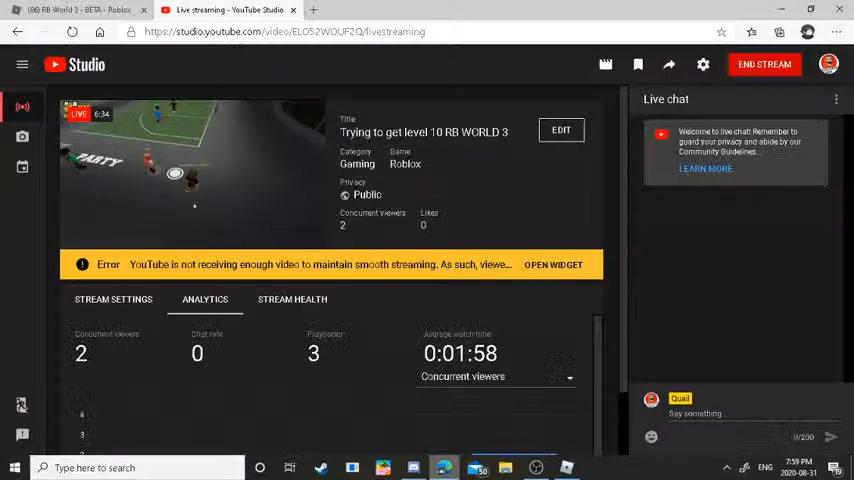 (86) RB World 3 - BETA - Roblox
Live streaming - YouTube Studio
https://studio.youtube.com/video/ELO52WOUF2Q/livestreaming
Studio
END STREAM
LIVE 6:34
PARTY
Title
Trying to get level 10 RB WORLD 3
EDIT
Category
Game
Gaming
Roblox
Privacy
Public
Concurrent viewers
Likes
2
0
Live chat
Welcome to live chat! Remember to
guard your privacy and abide by our
Community Guidelines.
LEARN MORE
Error YouTube is not receiving enough video to maintain smooth streaming. As such, viewe... OPEN WIDGET
STREAM SETTINGS
ANALYTICS
STREAM HEALTH
Concurrent viewers
Chat rate
Playbacks
Average watch time
2
0
3
0:01:58
Concurrent viewers
4
3
Quail
Say something...
0/200
Type here to search
50
ENG
7:59 PM
2020-08-31
19